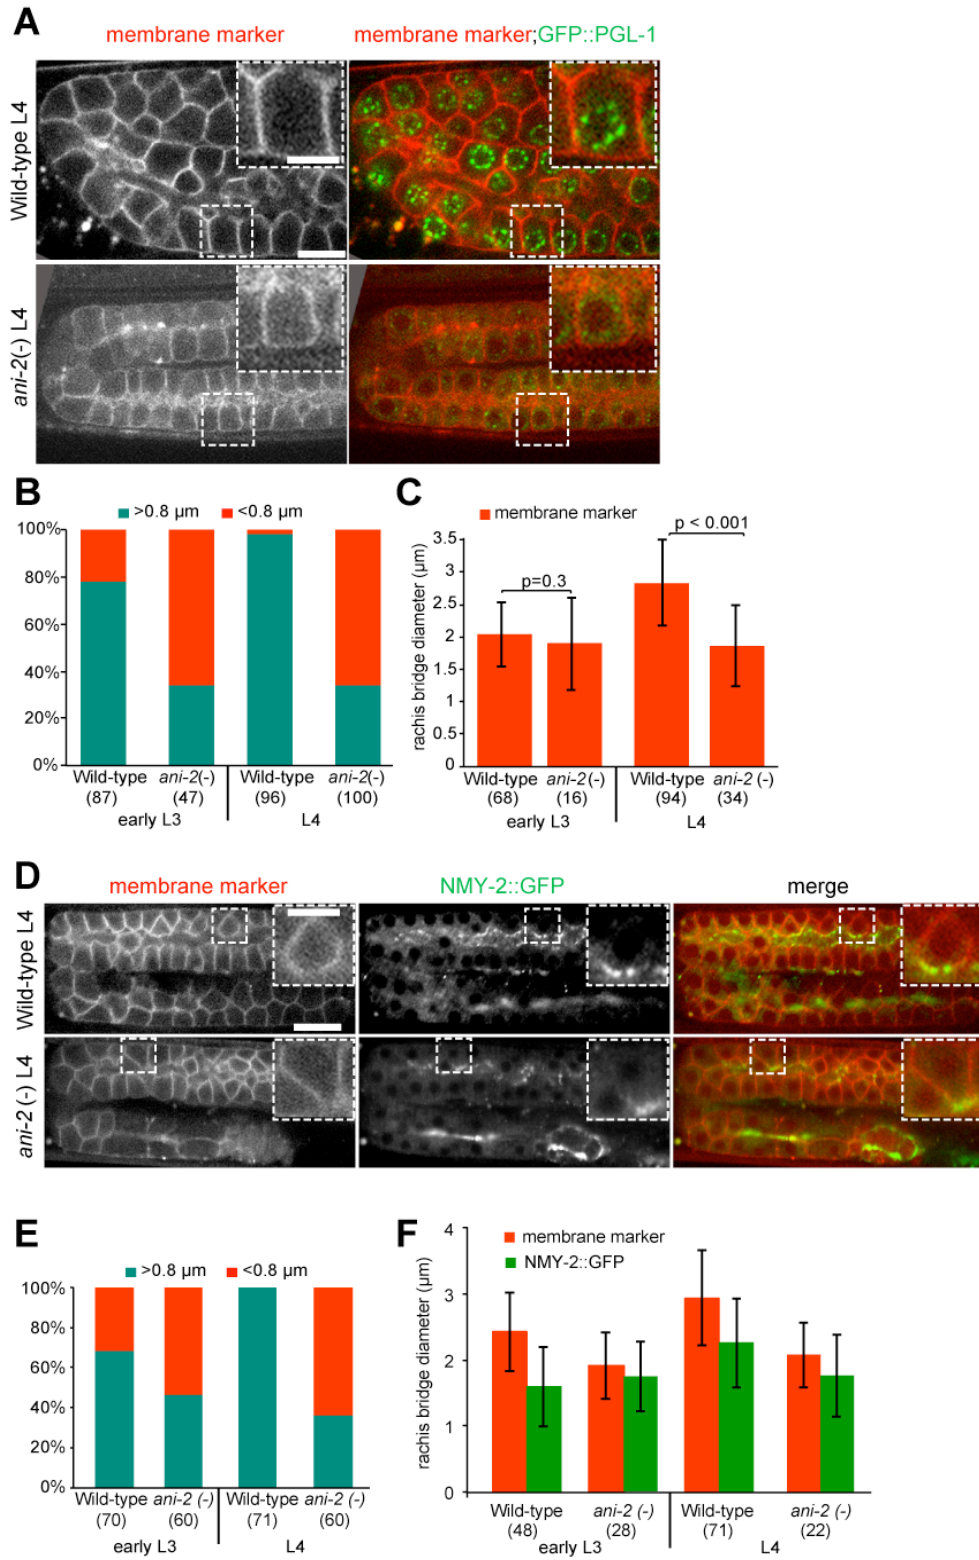 A
membrane marker
membrane marker;GFP::PGL-1
Wild-type L4
ani-2(-) L4
B
>0.8 µm
<0.8 µm
100%
80%
60%
40%
20%
0%
Wild-type
ani-2(-)
Wild-type
ani-2(-)
(87)
(47)
(96)
(100)
early L3
L4
C
membrane marker
rachis bridge diameter (µm)
p < 0.001
p=0.3
3.5
3
2.5
2
1.5
1
0.5
0
Wild-type
ani-2 (-)
Wild-type
ani-2 (-)
(68)
(16)
(94)
(34)
early L3
L4
D
membrane marker
NMY-2::GFP
merge
Wild-type L4
ani-2 (-) L4
E
>0.8 µm
<0.8 µm
100%
80%
60%
40%
20%
0%
Wild-type
ani-2 (-)
Wild-type
ani-2 (-)
(70)
(60)
(71)
(60)
early L3
L4
F
membrane marker
NMY-2::GFP
rachis bridge diameter (µm)
4
3
2
1
0
Wild-type
ani-2 (-)
Wild-type
ani-2 (-)
(48)
(28)
(71)
(22)
early L3
L4